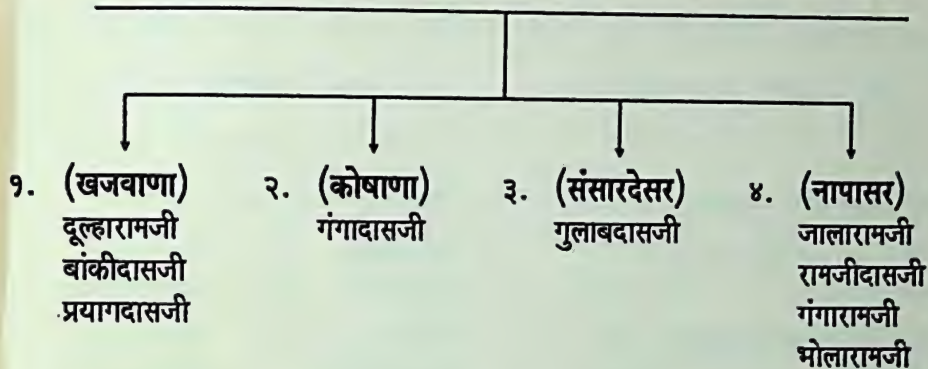 १. (खजवाणा)
दूल्हारामजी
बांकीदासजी
प्रयागदासजी
२. (कोषाणा)
गंगादासजी
३. (संसारदेसर)
गुलाबदासजी
४. (नापासर)
जालारामजी
रामजीदासजी
गंगारामजी
भोलारामजी